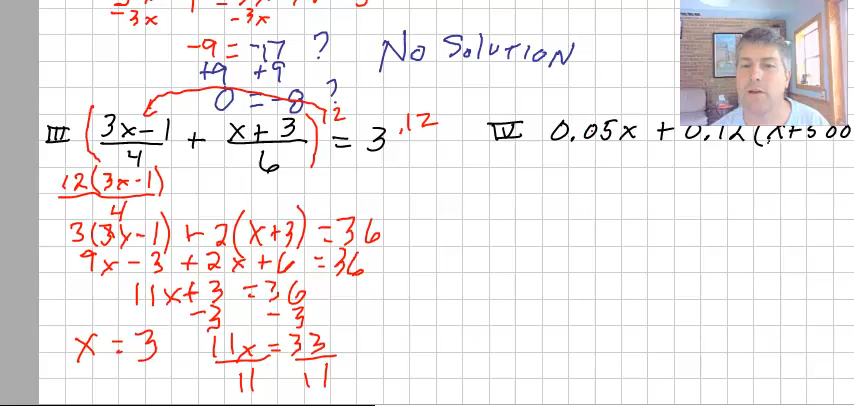 -3x -3x
-9 = -17 ?
+9 +9
0 = -8 ?
No Solution
III (3x-1/4 + x+3/6)12 = 3 .12
12(3x-1)/4
3(3x-1) + 2(x+3) = 36
9x - 3 + 2x + 6 = 36
11x + 3 = 36
-3 -3
x = 3 11x/11 = 33/11
IV 0.05x + 0.12(x+500